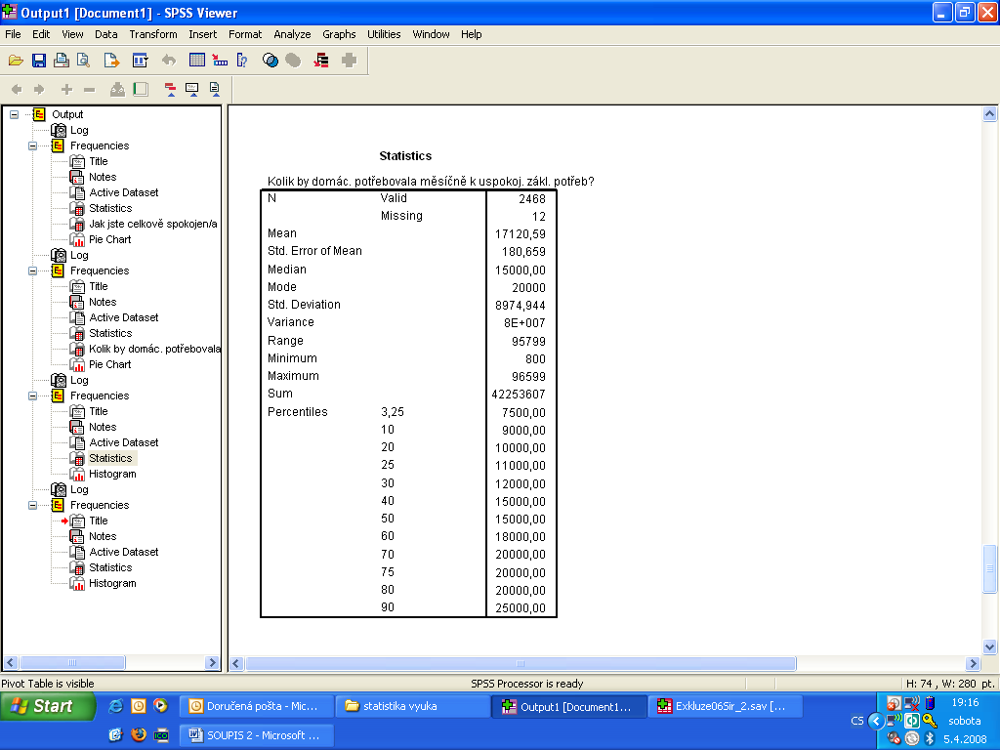 Output1 [Document1] - SPSS Viewer
File Edit View Data Transform Insert Format Analyze Graphs Utilities Window Help
Output
Log
Frequencies
Title
Notes
Active Dataset
Statistics
Jak jste celkově spokojen/a
Pie Chart
Log
Frequencies
Title
Notes
Active Dataset
Statistics
Kolik by domác. potřebovala
Pie Chart
Log
Frequencies
Title
Notes
Active Dataset
Statistics
Histogram
Log
Frequencies
Title
Notes
Active Dataset
Statistics
Histogram
Statistics
Kolik by domác. potřebovala měsíčně k uspokoj. zákl. potřeb?
N Valid 2468
Missing 12
Mean 17120,59
Std. Error of Mean 180,659
Median 15000,00
Mode 20000
Std. Deviation 8974,944
Variance 8E+007
Range 95799
Minimum 800
Maximum 96599
Sum 42253607
Percentiles 3,25 7500,00
10 9000,00
20 10000,00
25 11000,00
30 12000,00
40 15000,00
50 15000,00
60 18000,00
70 20000,00
75 20000,00
80 20000,00
90 25000,00
Pivot Table is visible SPSS Processor is ready H: 74 , W: 280 pt.
Start Doručená pošta - Mic... statistika vyuka Output1 [Document1... Exkluze065ir_2.sav [... 19:16
CS sobota
SOUPIS 2 - Microsoft ... 5.4.2008